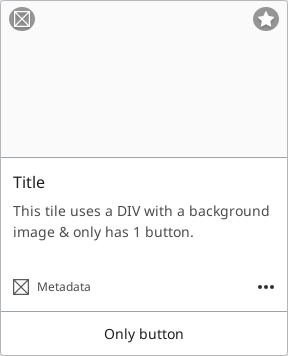 Title
This tile uses a DIV with a background
image & only has 1 button.
Metadata
Only button